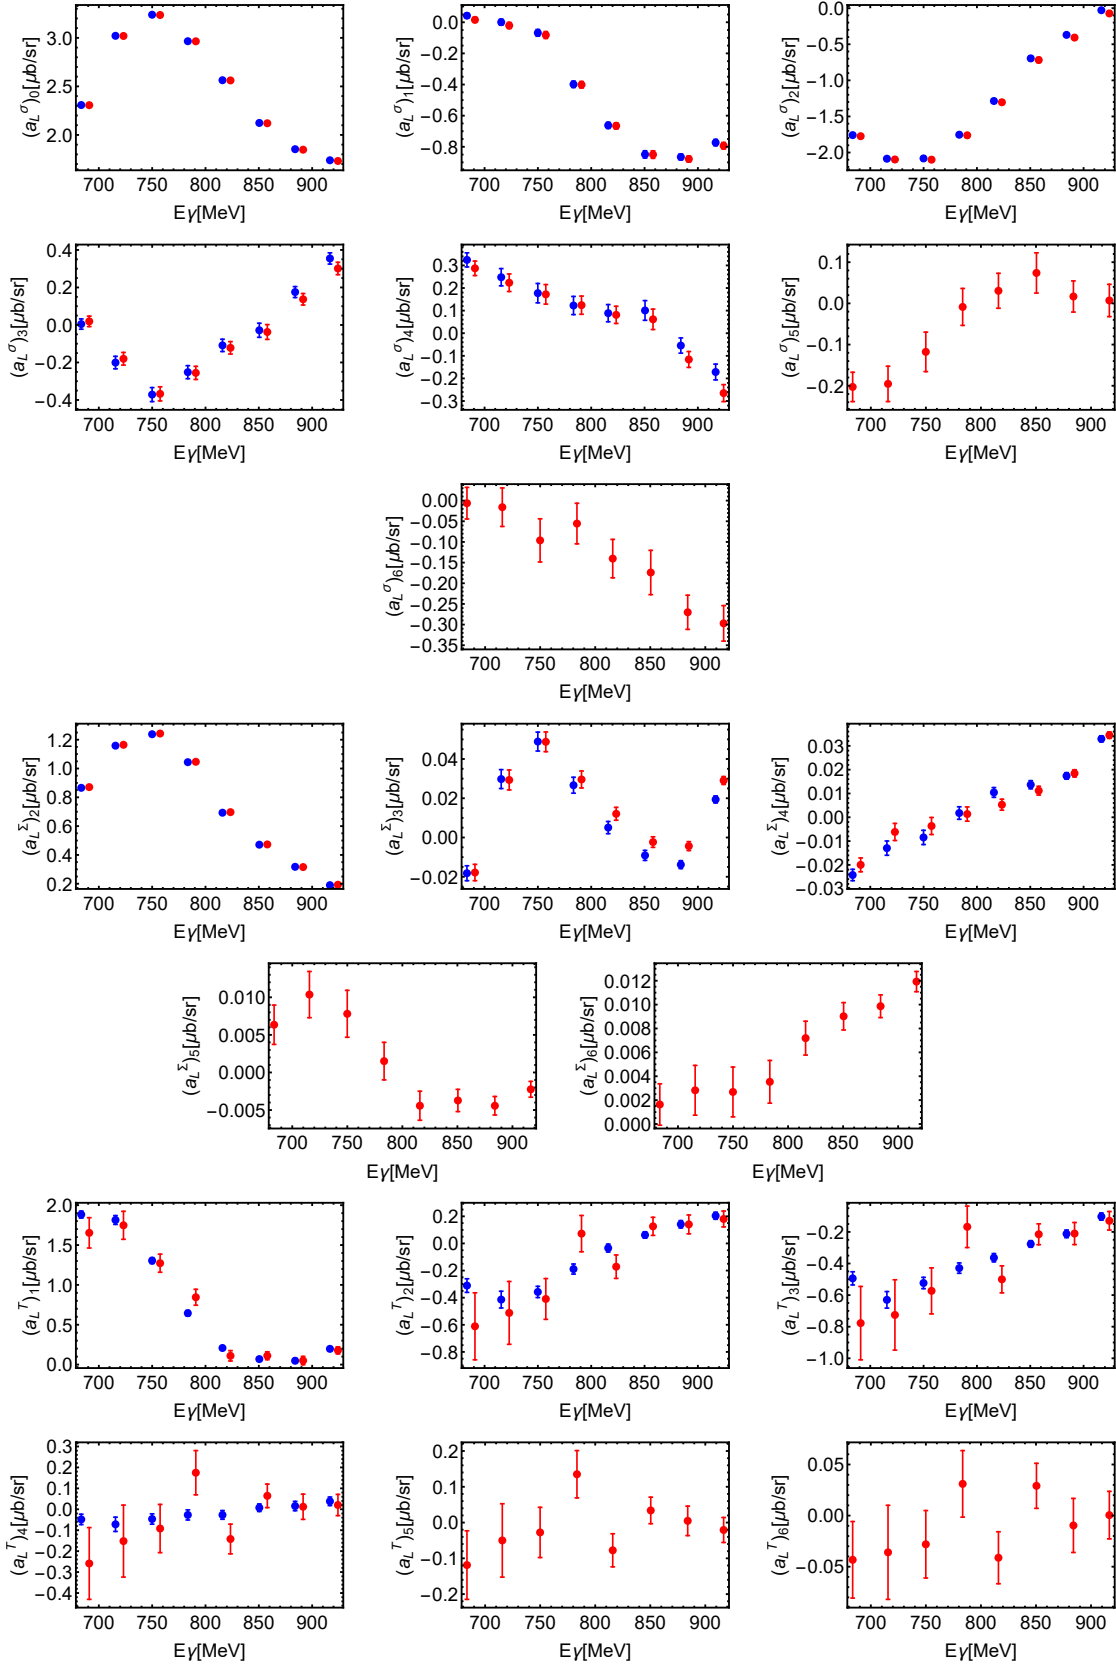 (a_L^σ)_0[μb/sr]
3.0
2.5
2.0
700 750 800 850 900
Eγ[MeV]
(a_L^σ)_1[μb/sr]
0.0
−0.4
−0.8
700 750 800 850 900
Eγ[MeV]
(a_L^σ)_2[μb/sr]
0.0
−0.5
−1.0
−1.5
−2.0
700 750 800 850 900
Eγ[MeV]
(a_L^σ)_3[μb/sr]
0.4
0.2
0.0
−0.2
−0.4
700 750 800 850 900
Eγ[MeV]
(a_L^σ)_4[μb/sr]
0.3
0.2
0.1
0.0
−0.1
−0.2
−0.3
700 750 800 850 900
Eγ[MeV]
(a_L^σ)_5[μb/sr]
0.1
0.0
−0.1
−0.2
700 750 800 850 900
Eγ[MeV]
(a_L^σ)_6[μb/sr]
0.00
−0.05
−0.10
−0.15
−0.20
−0.25
−0.30
−0.35
700 750 800 850 900
Eγ[MeV]
(a_L^Σ)_2[μb/sr]
1.2
1.0
0.8
0.6
0.4
0.2
700 750 800 850 900
Eγ[MeV]
(a_L^Σ)_3[μb/sr]
0.04
0.02
0.00
−0.02
700 750 800 850 900
Eγ[MeV]
(a_L^Σ)_4[μb/sr]
0.03
0.02
0.01
0.00
−0.01
−0.02
−0.03
700 750 800 850 900
Eγ[MeV]
(a_L^Σ)_5[μb/sr]
0.010
0.005
0.000
−0.005
700 750 800 850 900
Eγ[MeV]
(a_L^Σ)_6[μb/sr]
0.012
0.010
0.008
0.006
0.004
0.002
0.000
700 750 800 850 900
Eγ[MeV]
(a_L^T)_1[μb/sr]
2.0
1.5
1.0
0.5
0.0
700 750 800 850 900
Eγ[MeV]
(a_L^T)_2[μb/sr]
0.2
0.0
−0.2
−0.4
−0.6
−0.8
700 750 800 850 900
Eγ[MeV]
(a_L^T)_3[μb/sr]
−0.2
−0.4
−0.6
−0.8
−1.0
700 750 800 850 900
Eγ[MeV]
(a_L^T)_4[μb/sr]
0.3
0.2
0.1
0.0
−0.1
−0.2
−0.3
−0.4
700 750 800 850 900
Eγ[MeV]
(a_L^T)_5[μb/sr]
0.2
0.1
0.0
−0.1
−0.2
700 750 800 850 900
Eγ[MeV]
(a_L^T)_6[μb/sr]
0.05
0.00
−0.05
700 750 800 850 900
Eγ[MeV]